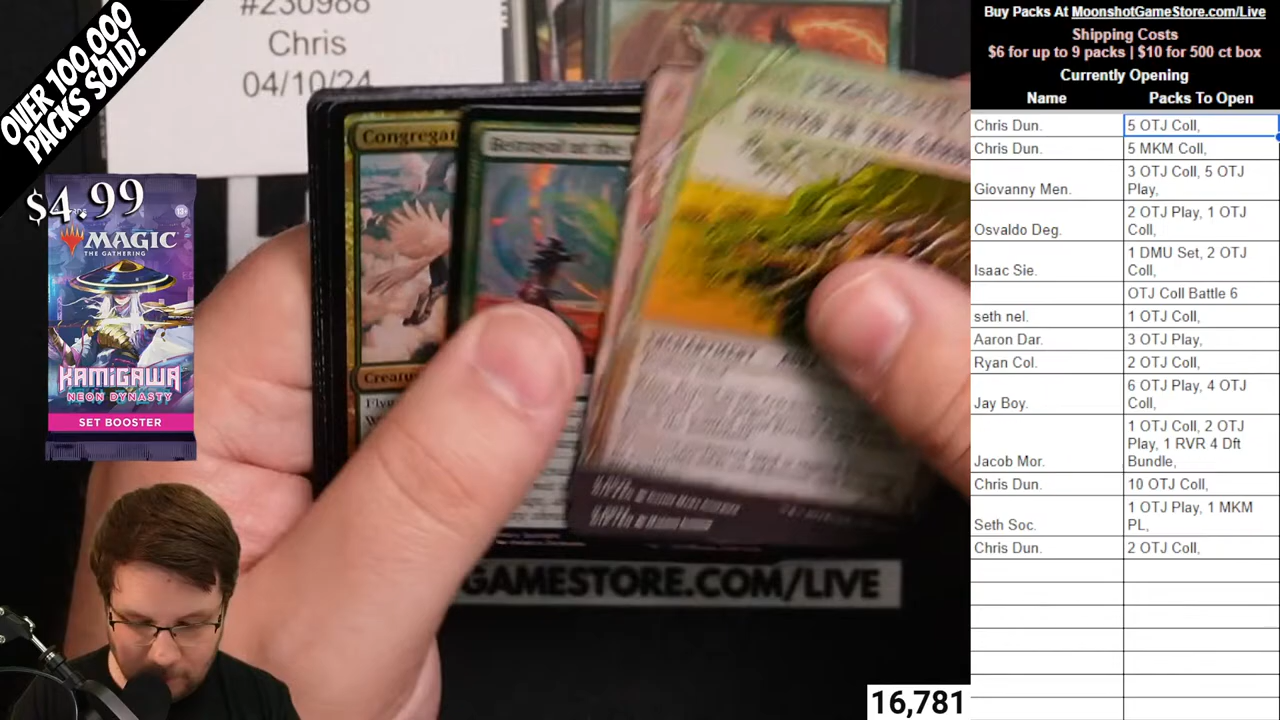 OVER 100,000
PACKS SOLD!
$4.99
13+
MAGIC
THE GATHERING
KAMIGAWA
NEON DYNASTY
SET BOOSTER
#230988
Chris
04/10/24
Congregat
Betrayal at the
Creatu
Flyi
GAMESTORE.COM/LIVE
16,781
Buy Packs At MoonshotGameStore.com/Live
Shipping Costs
$6 for up to 9 packs | $10 for 500 ct box
Currently Opening
Name Packs To Open
Chris Dun. 5 OTJ Coll,
Chris Dun. 5 MKM Coll,
Giovanny Men. 3 OTJ Coll, 5 OTJ
Play,
Osvaldo Deg. 2 OTJ Play, 1 OTJ
Coll,
Isaac Sie. 1 DMU Set, 2 OTJ
Coll,
OTJ Coll Battle 6
seth nel. 1 OTJ Coll,
Aaron Dar. 3 OTJ Play,
Ryan Col. 2 OTJ Coll,
Jay Boy. 6 OTJ Play, 4 OTJ
Coll,
Jacob Mor. 1 OTJ Coll, 2 OTJ
Play, 1 RVR 4 Dft
Bundle,
Chris Dun. 10 OTJ Coll,
Seth Soc. 1 OTJ Play, 1 MKM
PL,
Chris Dun. 2 OTJ Coll,